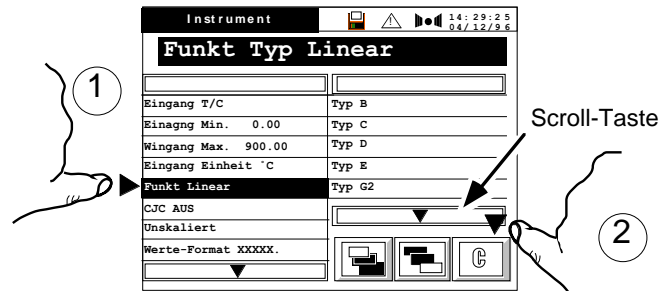 Instrument
14:29:25
04/12/96
Funkt Typ Linear
1
Eingang T/C
Einagng Min. 0.00
Wingang Max. 900.00
Eingang Einheit °C
Funkt Linear
CJC AUS
Unskaliert
Werte-Format XXXXX.
Typ B
Typ C
Typ D
Typ E
Typ G2
C
Scroll-Taste
2